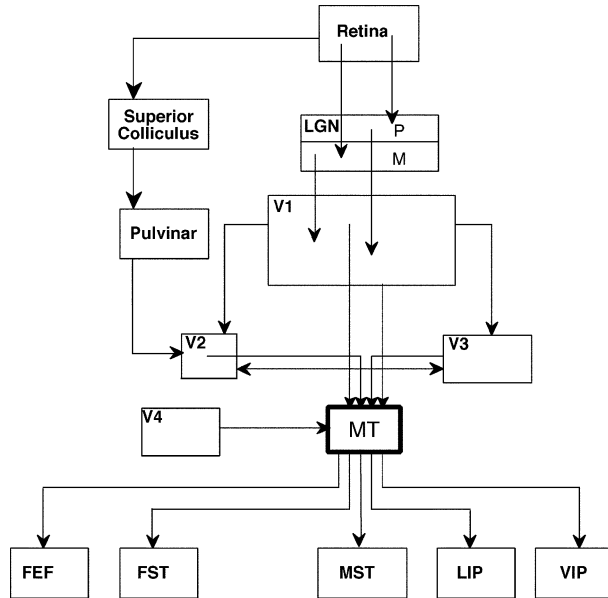 Retina
Superior
Colliculus
LGN
P
M
V1
Pulvinar
V2
V3
V4
MT
FEF
FST
MST
LIP
VIP